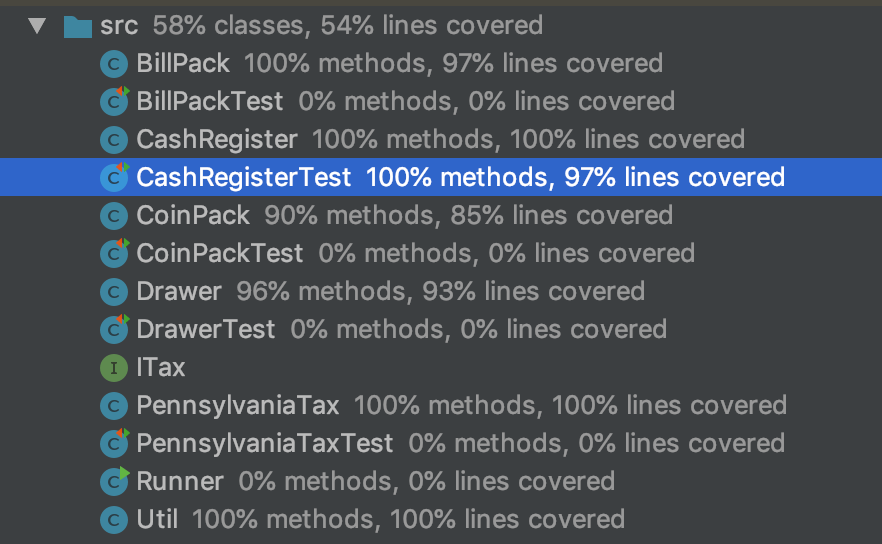 src 58% classes, 54% lines covered
C BillPack 100% methods, 97% lines covered
C BillPackTest 0% methods, 0% lines covered
C CashRegister 100% methods, 100% lines covered
C CashRegisterTest 100% methods, 97% lines covered
C CoinPack 90% methods, 85% lines covered
C CoinPackTest 0% methods, 0% lines covered
C Drawer 96% methods, 93% lines covered
C DrawerTest 0% methods, 0% lines covered
I ITax
C PennsylvaniaTax 100% methods, 100% lines covered
C PennsylvaniaTaxTest 0% methods, 0% lines covered
C Runner 0% methods, 0% lines covered
C Util 100% methods, 100% lines covered